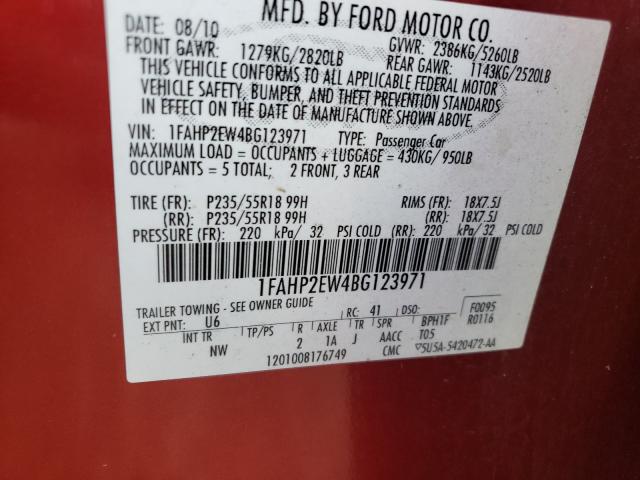 MFD. BY FORD MOTOR CO.
DATE: 08/10 GVWR: 2386KG/5260LB
FRONT GAWR: 1279KG/2820LB REAR GAWR: 1143KG/2520LB
THIS VEHICLE CONFORMS TO ALL APPLICABLE FEDERAL MOTOR
VEHICLE SAFETY, BUMPER, AND THEFT PREVENTION STANDARDS
IN EFFECT ON THE DATE OF MANUFACTURE SHOWN ABOVE.
VIN: 1FAHP2EW4BG123971 TYPE: Passenger Car
MAXIMUM LOAD = OCCUPANTS + LUGGAGE = 430KG/ 950LB
OCCUPANTS = 5 TOTAL; 2 FRONT, 3 REAR
TIRE (FR): P235/55R18 99H RIMS (FR): 18X7.5J
(RR): P235/55R18 99H (RR): 18X7.5J
PRESSURE (FR): 220 kPa/ 32 PSI COLD (RR): 220 kPa/ 32 PSI COLD
1FAHP2EW4BG123971
TRAILER TOWING - SEE OWNER GUIDE
EXT PNT: U6 RC: 41 DSO: F0095
INT TR TP/PS R AXLE TR SPR BPH1F R0116
NW 2 1A J AACC T05
1201008176749 CMC ▽5U5A-5420472-AA